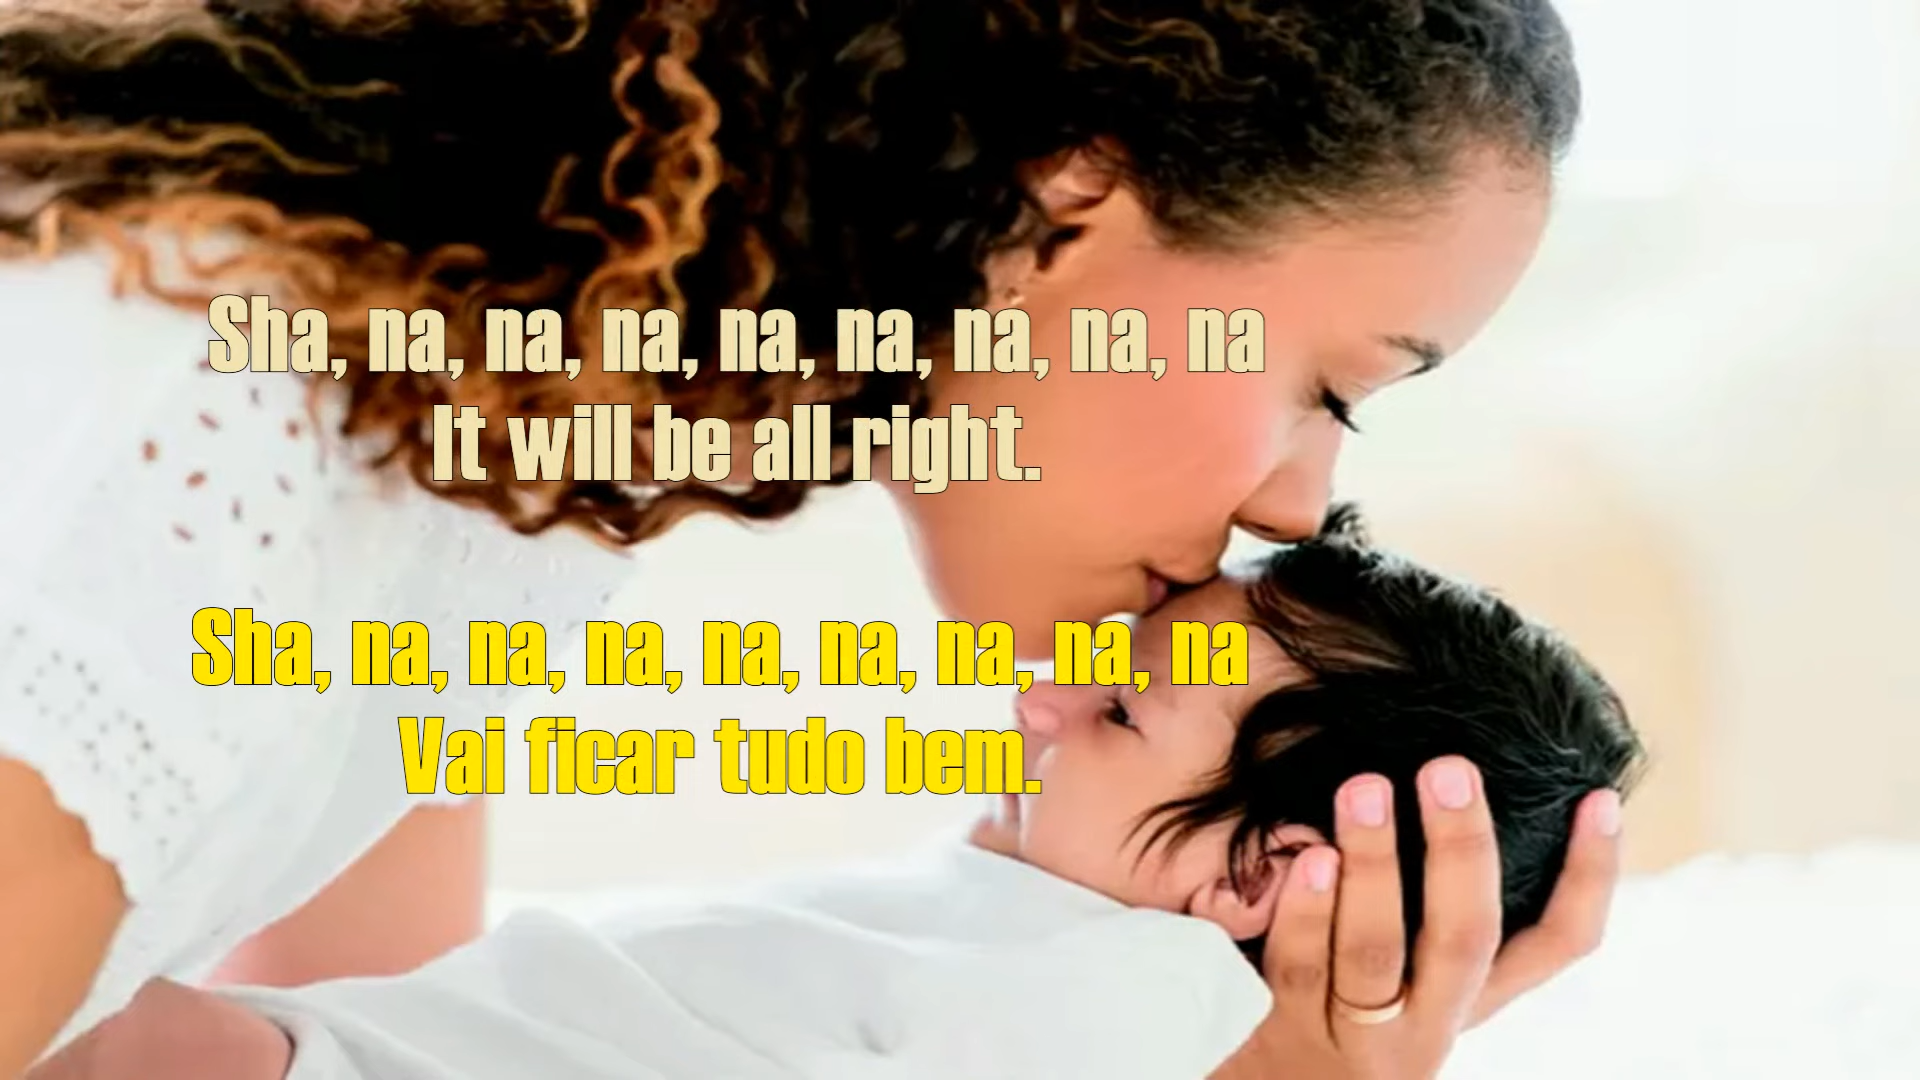 Sha, na, na, na, na, na, na, na, na
It will be all right.
Sha, na, na, na, na, na, na, na, na
Vai ficar tudo bem.